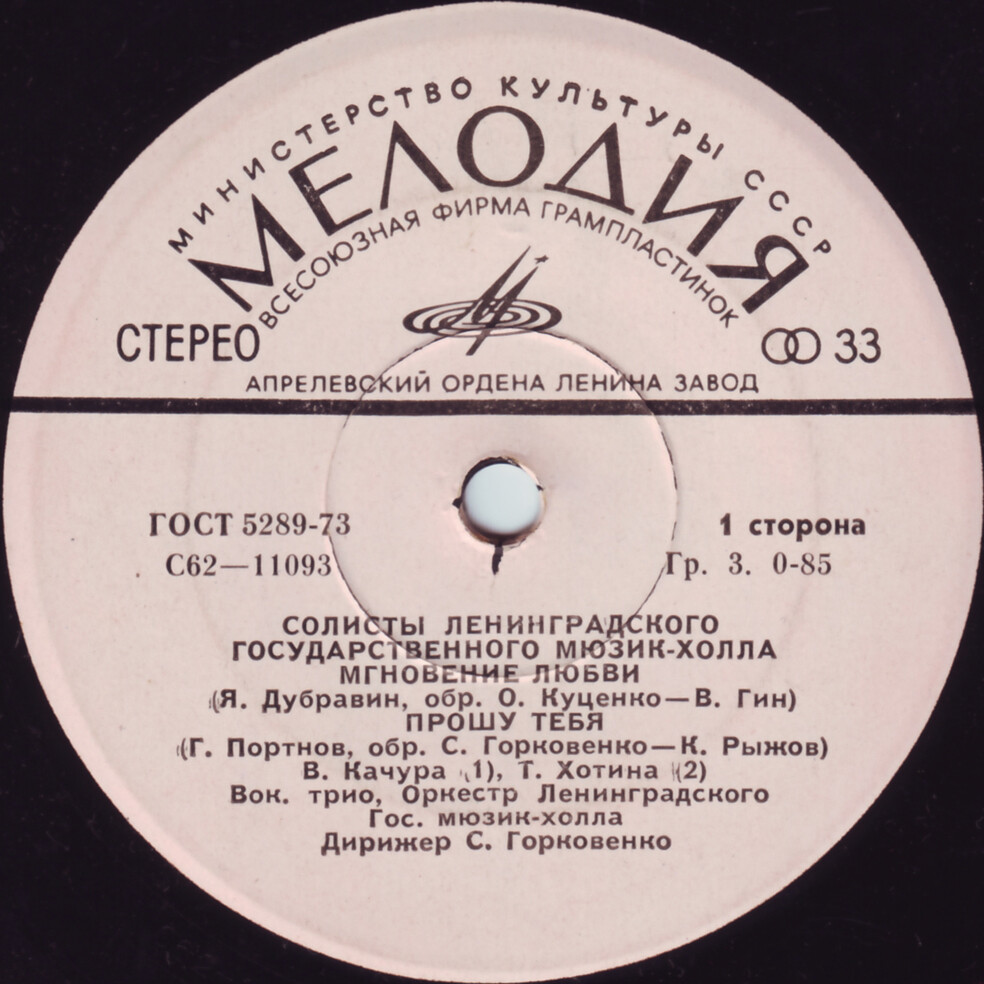 МИНИСТЕРСТВО КУЛЬТУРЫ СССР
МЕЛОДИЯ
ВСЕСОЮЗНАЯ ФИРМА ГРАМПЛАСТИНОК
СТЕРЕО
33
АПРЕЛЕВСКИЙ ОРДЕНА ЛЕНИНА ЗАВОД
ГОСТ 5289-73
1 сторона
С62—11093
Гр. 3. 0-85
СОЛИСТЫ ЛЕНИНГРАДСКОГО
ГОСУДАРСТВЕННОГО МЮЗИК-ХОЛЛА
МГНОВЕНИЕ ЛЮБВИ
(Я. Дубравин, обр. О. Куценко—В. Гин)
ПРОШУ ТЕБЯ
(Г. Портнов, обр. С. Горковенко—К. Рыжов)
В. Качура (1), Т. Хотина (2)
Вок. трио, Оркестр Ленинградского
Гос. мюзик-холла
Дирижер С. Горковенко